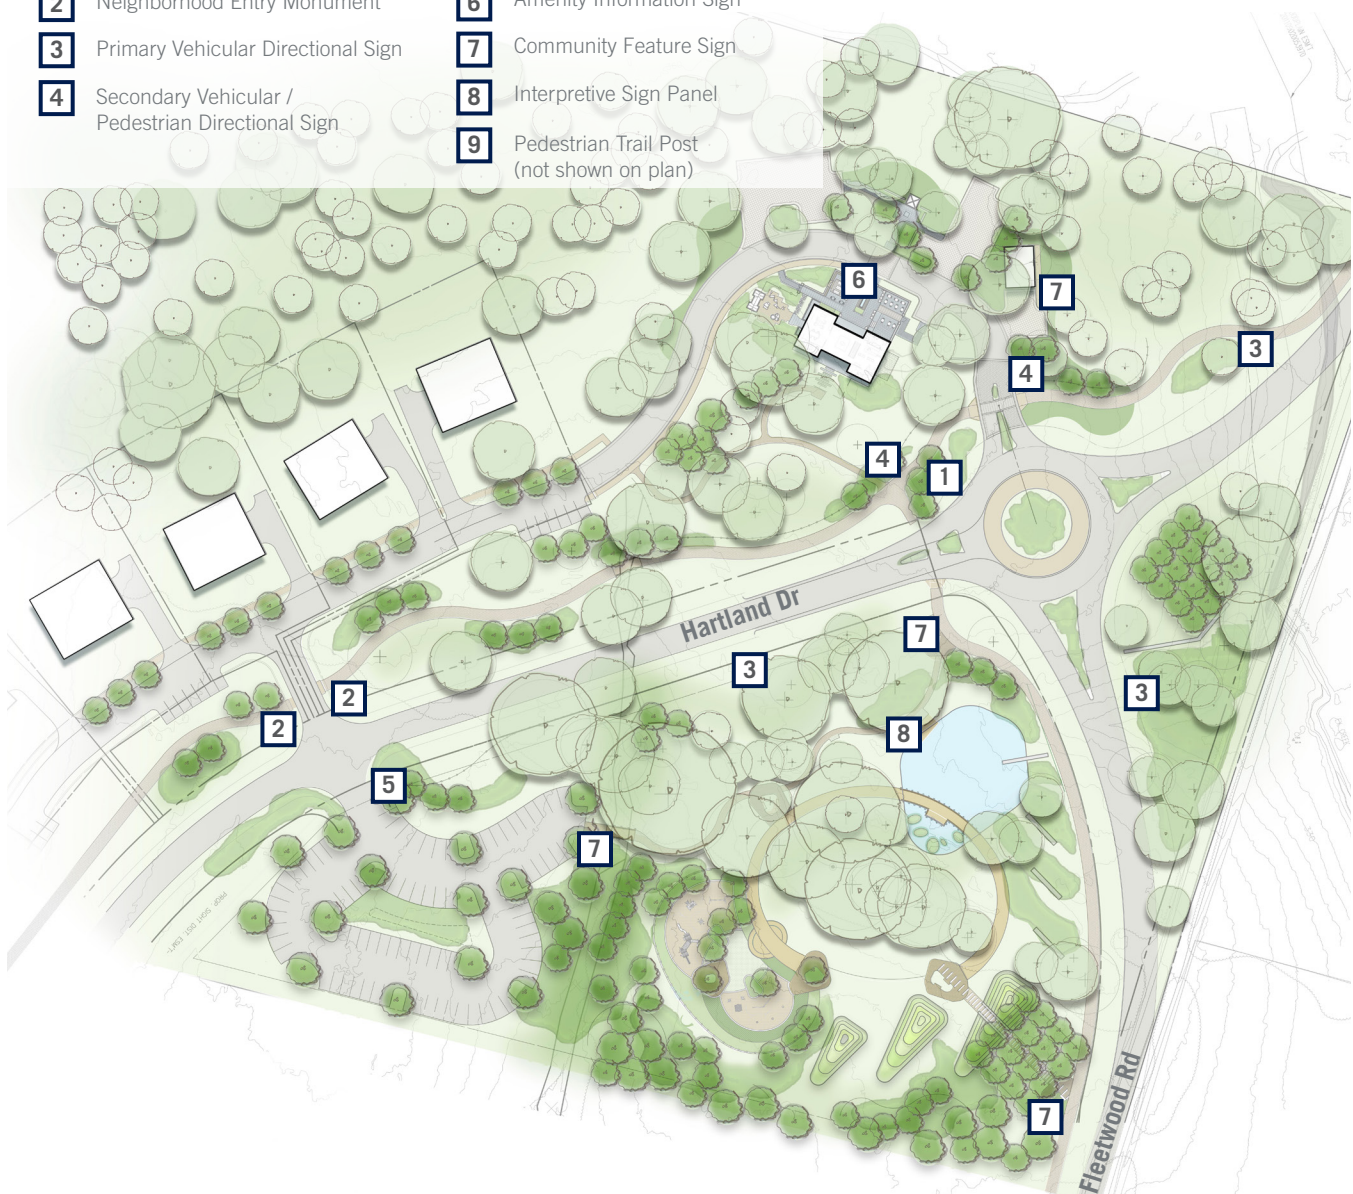 2 Neighborhood Entry Monument
3 Primary Vehicular Directional Sign
4 Secondary Vehicular /
Pedestrian Directional Sign
6 Amenity Information Sign
7 Community Feature Sign
8 Interpretive Sign Panel
9 Pedestrian Trail Post
(not shown on plan)
6
7
3
4
4
1
Hartland Dr
7
3
3
2
2
8
5
7
7
Fleetwood Rd